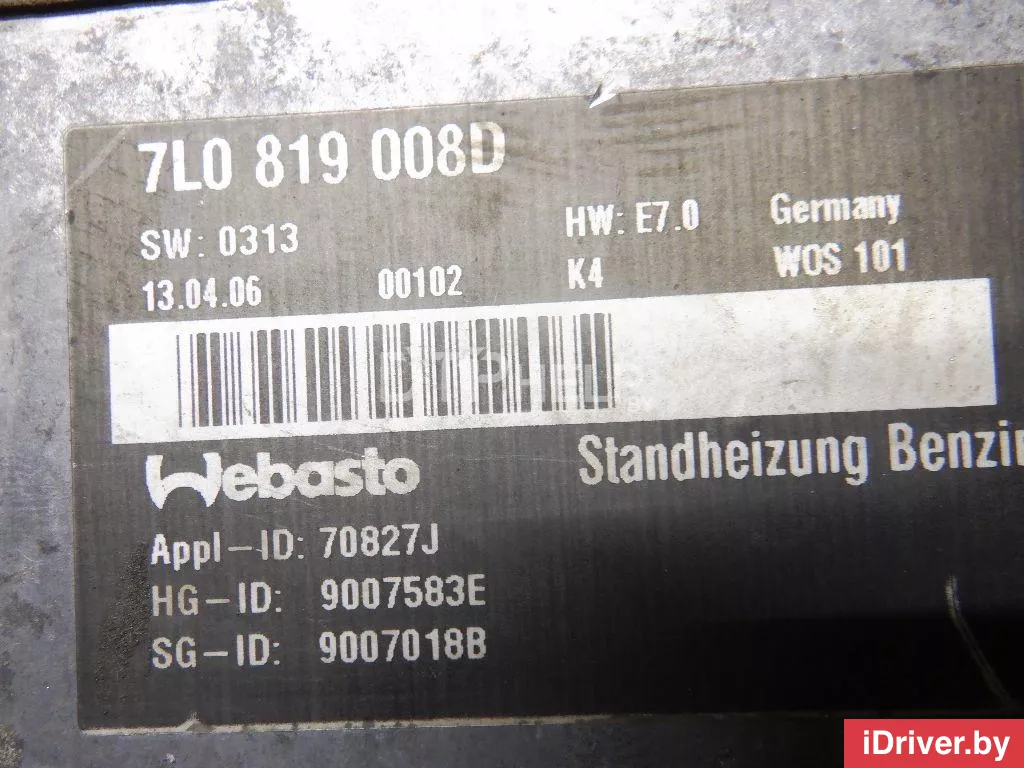 7L0 819 008D
SW: 0313 HW: E7.0 Germany
13.04.06 00102 K4 WOS 101
Webasto Standheizung Benzin
Appl-ID: 70827J
HG-ID: 9007583E
SG-ID: 9007018B
iDriver.by